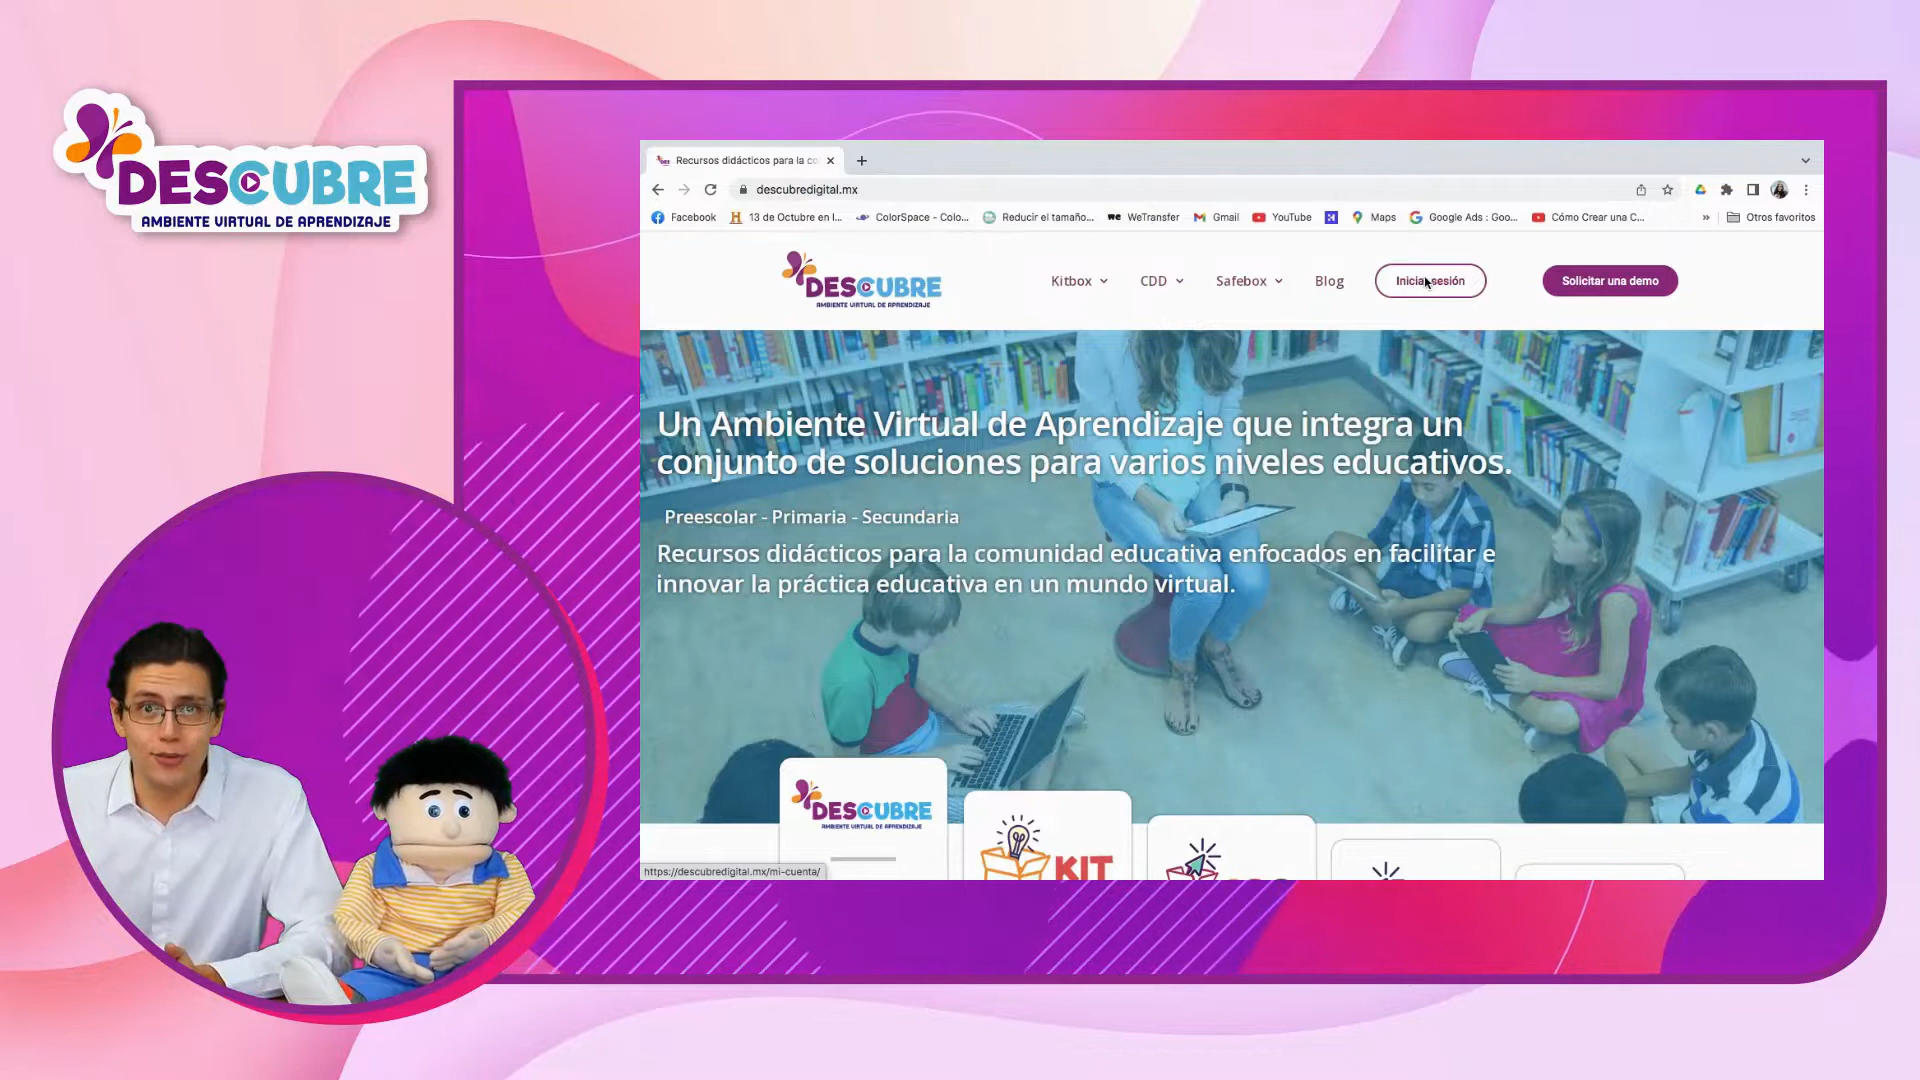 DESCUBRE
AMBIENTE VIRTUAL DE APRENDIZAJE
Recursos didácticos para la co
descubredigital.mx
Facebook
13 de Octubre en l...
ColorSpace - Colo...
Reducir el tamaño...
WeTransfer
Gmail
YouTube
Maps
Google Ads : Goo...
Cómo Crear una C...
Otros favoritos
DESCUBRE
AMBIENTE VIRTUAL DE APRENDIZAJE
Kitbox
CDD
Safebox
Blog
Iniciar sesión
Solicitar una demo
Un Ambiente Virtual de Aprendizaje que integra un
conjunto de soluciones para varios niveles educativos.
Preescolar - Primaria - Secundaria
Recursos didácticos para la comunidad educativa enfocados en facilitar e
innovar la práctica educativa en un mundo virtual.
DESCUBRE
AMBIENTE VIRTUAL DE APRENDIZAJE
KIT
https://descubredigital.mx/mi-cuenta/